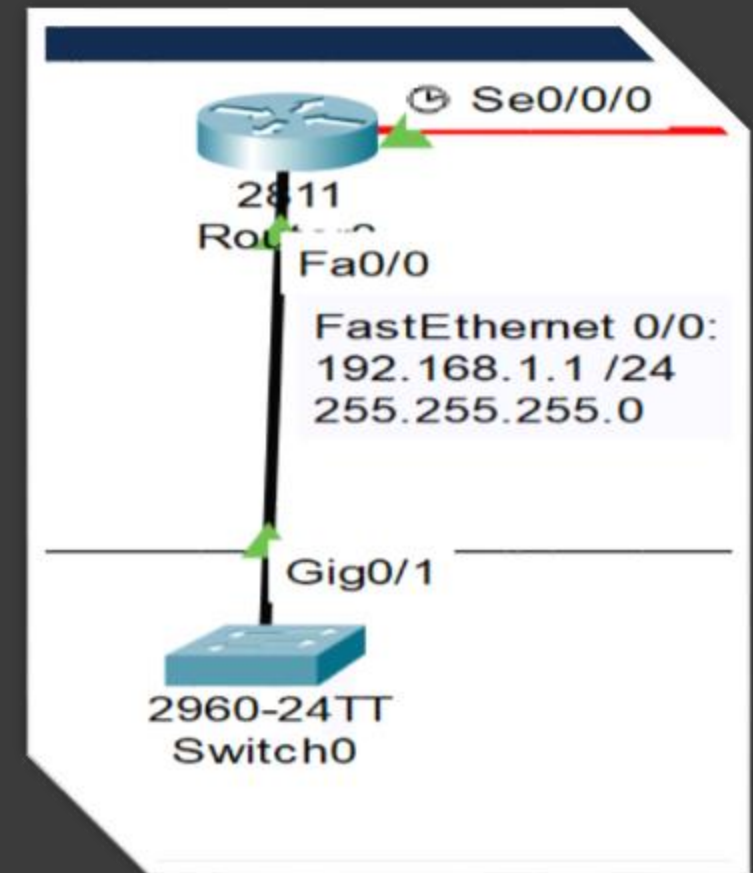 Se0/0/0
2811
Fa0/0
FastEthernet 0/0:
192.168.1.1 /24
255.255.255.0
Gig0/1
2960-24TT
Switch0